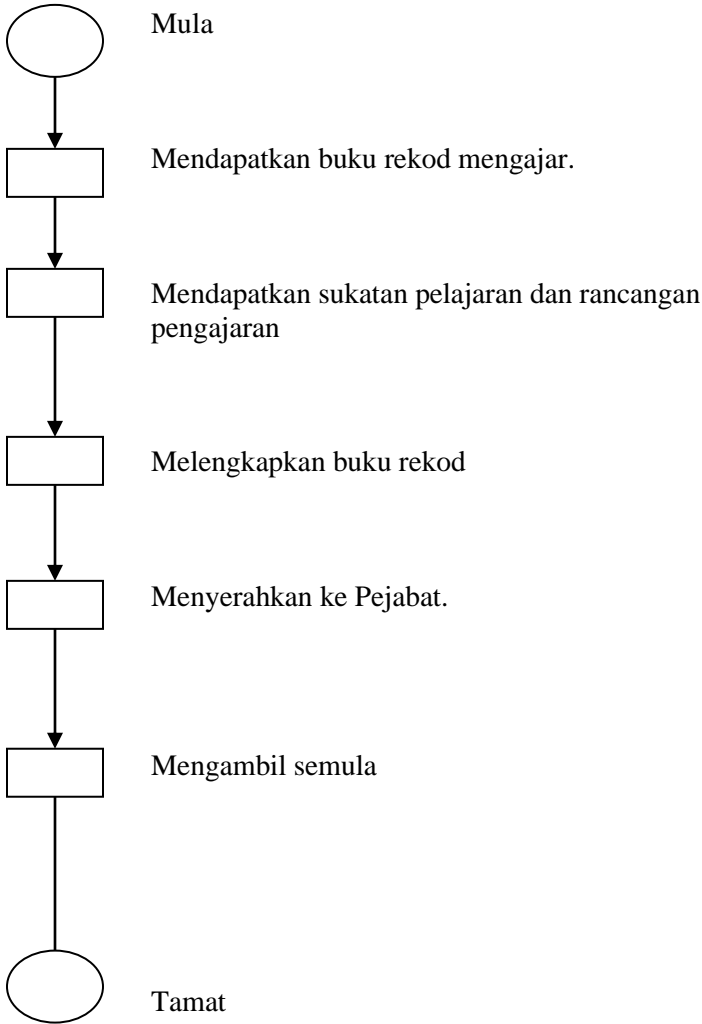 Mula
Mendapatkan buku rekod mengajar.
Mendapatkan sukatan pelajaran dan rancangan
pengajaran
Melengkapkan buku rekod
Menyerahkan ke Pejabat.
Mengambil semula
Tamat